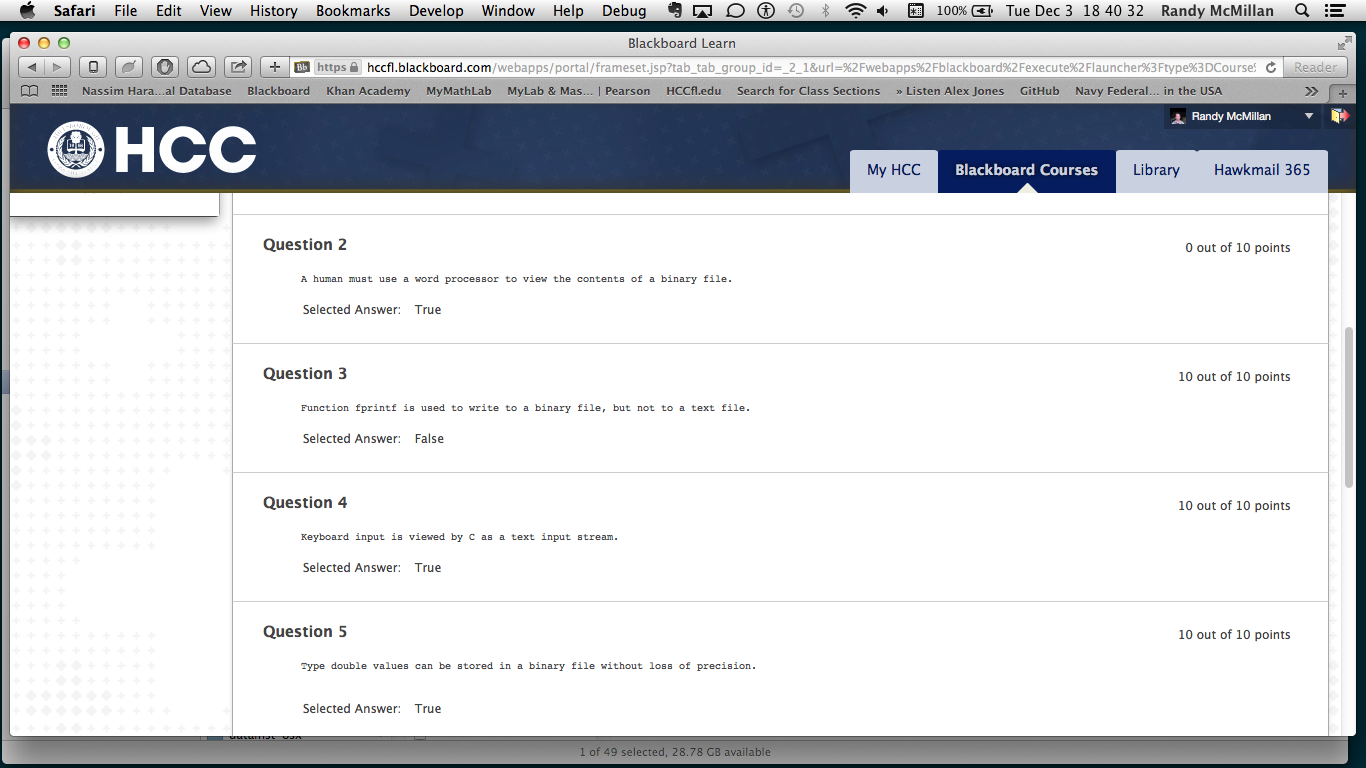 Safari File Edit View History Bookmarks Develop Window Help Debug 100% Tue Dec 3 18 40 32 Randy McMillan
Blackboard Learn
Bb https hccfl.blackboard.com/webapps/portal/frameset.jsp?tab_tab_group_id=_2_1&url=%2Fwebapps%2Fblackboard%2Fexecute%2Flauncher%3Ftype%3DCourse% Reader
Nassim Hara...al Database Blackboard Khan Academy MyMathLab MyLab & Mas... | Pearson HCCfl.edu Search for Class Sections » Listen Alex Jones GitHub Navy Federal... in the USA
Randy McMillan
HCC
My HCC Blackboard Courses Library Hawkmail 365
Question 2
0 out of 10 points
A human must use a word processor to view the contents of a binary file.
Selected Answer: True
Question 3
10 out of 10 points
Function fprintf is used to write to a binary file, but not to a text file.
Selected Answer: False
Question 4
10 out of 10 points
Keyboard input is viewed by C as a text input stream.
Selected Answer: True
Question 5
10 out of 10 points
Type double values can be stored in a binary file without loss of precision.
Selected Answer: True
1 of 49 selected, 28.78 GB available